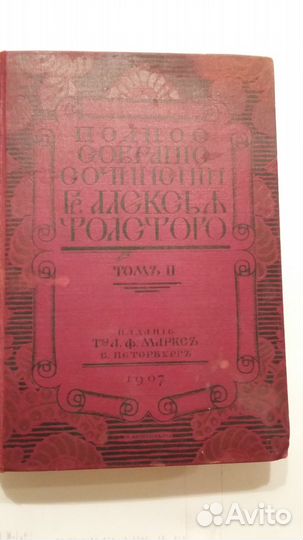 ПОЛНОЕ
СОБРАНІЕ
СОЧИНЕНІЙ
ГР. АЛЕКСѢЯ
ТОЛСТОГО
ТОМЪ II
ИЗДАНІЕ
Т-ВА А. Ф. МАРКСЪ
С. ПЕТЕРБУРГЪ
1907
Avito